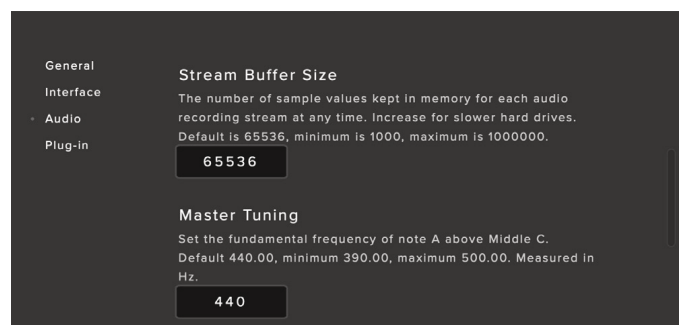 General
Interface
Audio
Plug-in
Stream Buffer Size
The number of sample values kept in memory for each audio
recording stream at any time. Increase for slower hard drives.
Default is 65536, minimum is 1000, maximum is 1000000.
65536
Master Tuning
Set the fundamental frequency of note A above Middle C.
Default 440.00, minimum 390.00, maximum 500.00. Measured in
Hz.
440